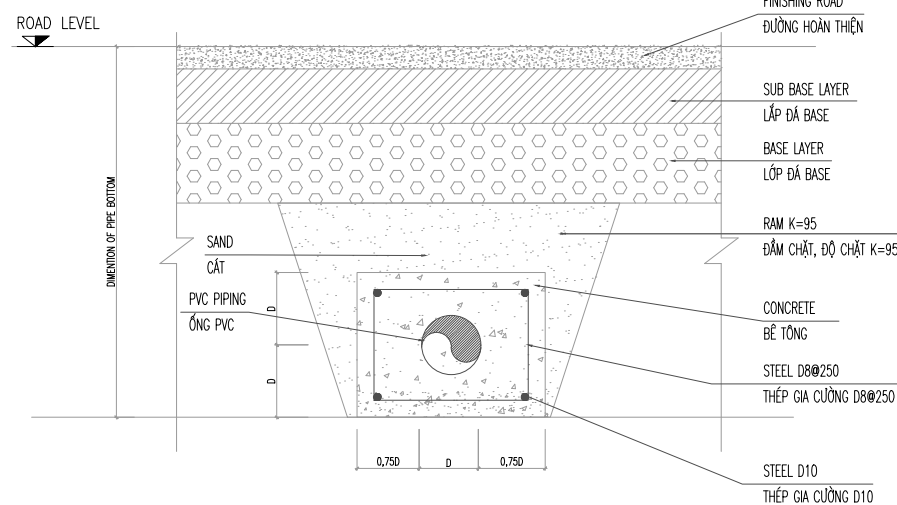 FINISHING ROAD
ROAD LEVEL
ĐƯỜNG HOÀN THIỆN
SUB BASE LAYER
LẮP ĐÁ BASE
BASE LAYER
LỚP ĐÁ BASE
RAM K=95
ĐẦM CHẶT, ĐỘ CHẶT K=95
SAND
CÁT
DIMENTION OF PIPE BOTTOM
PVC PIPING
ỐNG PVC
D
D
CONCRETE
BÊ TÔNG
STEEL D8@250
THÉP GIA CƯỜNG D8@250
0,75D
D
0,75D
STEEL D10
THÉP GIA CƯỜNG D10